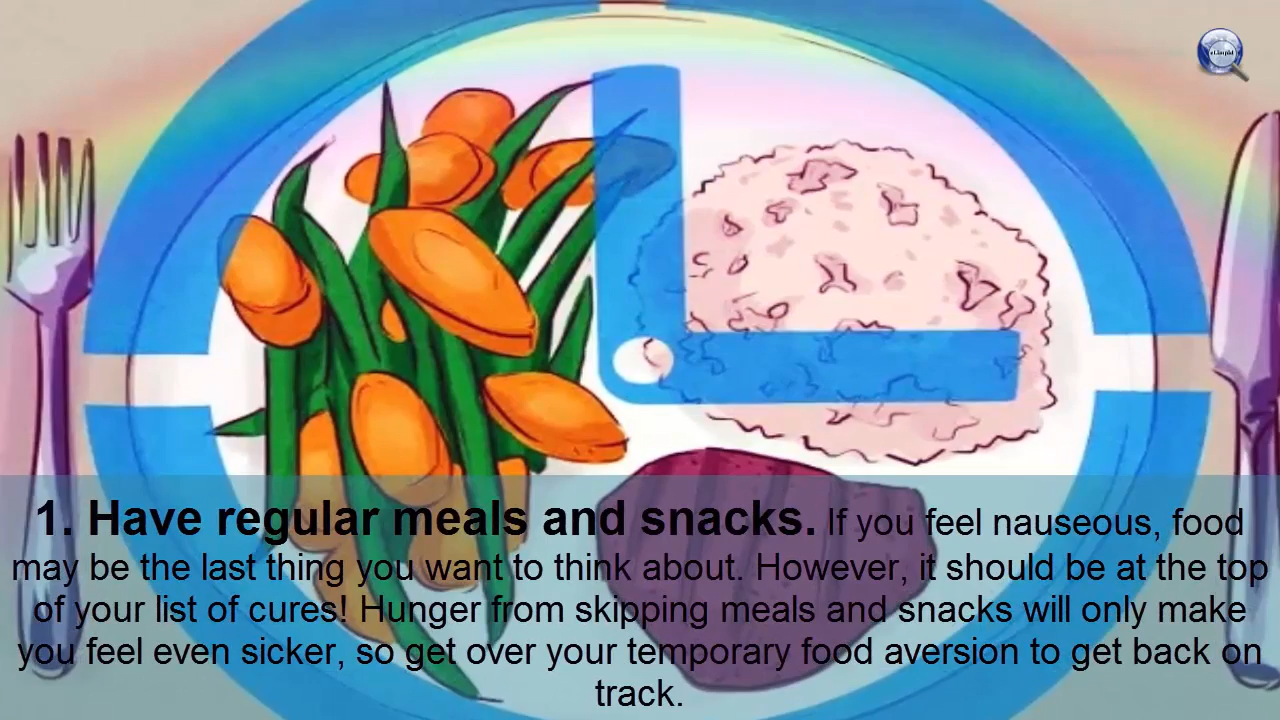 1. Have regular meals and snacks. If you feel nauseous, food
may be the last thing you want to think about. However, it should be at the top
of your list of cures! Hunger from skipping meals and snacks will only make
you feel even sicker, so get over your temporary food aversion to get back on
track.